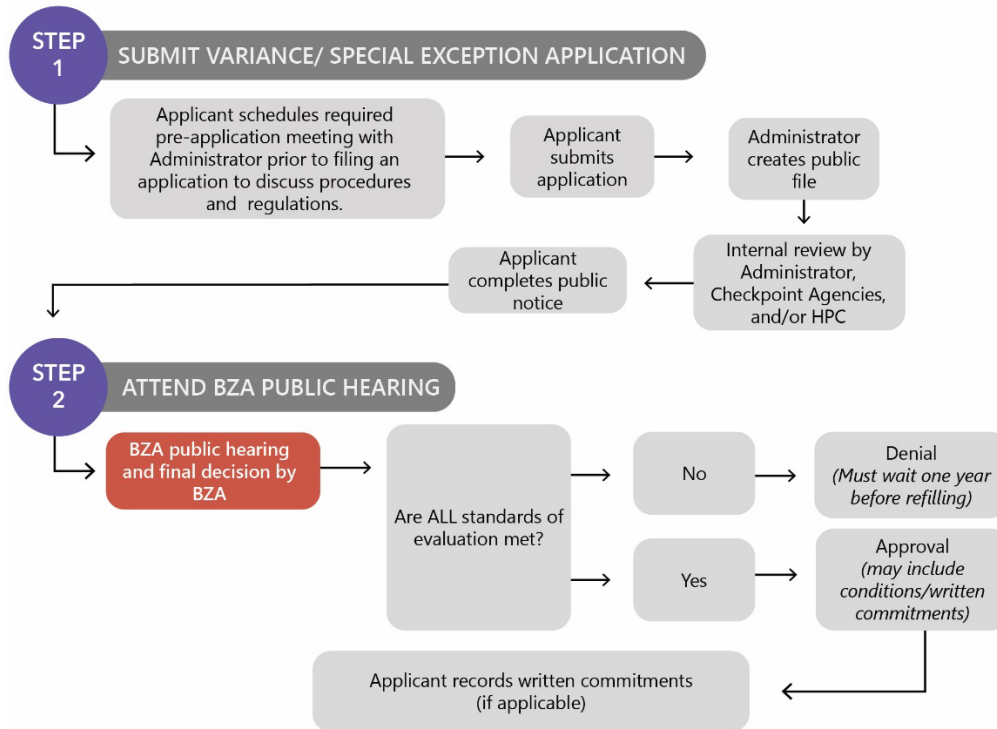 STEP
1
SUBMIT VARIANCE/ SPECIAL EXCEPTION APPLICATION
Applicant schedules required
pre-application meeting with
Administrator prior to filing an
application to discuss procedures
and regulations.
Applicant
submits
application
Administrator
creates public
file
Internal review by
Administrator,
Checkpoint Agencies,
and/or HPC
Applicant
completes public
notice
STEP
2
ATTEND BZA PUBLIC HEARING
BZA public hearing
and final decision by
BZA
Are ALL standards of
evaluation met?
No
Denial
(Must wait one year
before refilling)
Yes
Approval
(may include
conditions/written
commitments)
Applicant records written commitments
(if applicable)